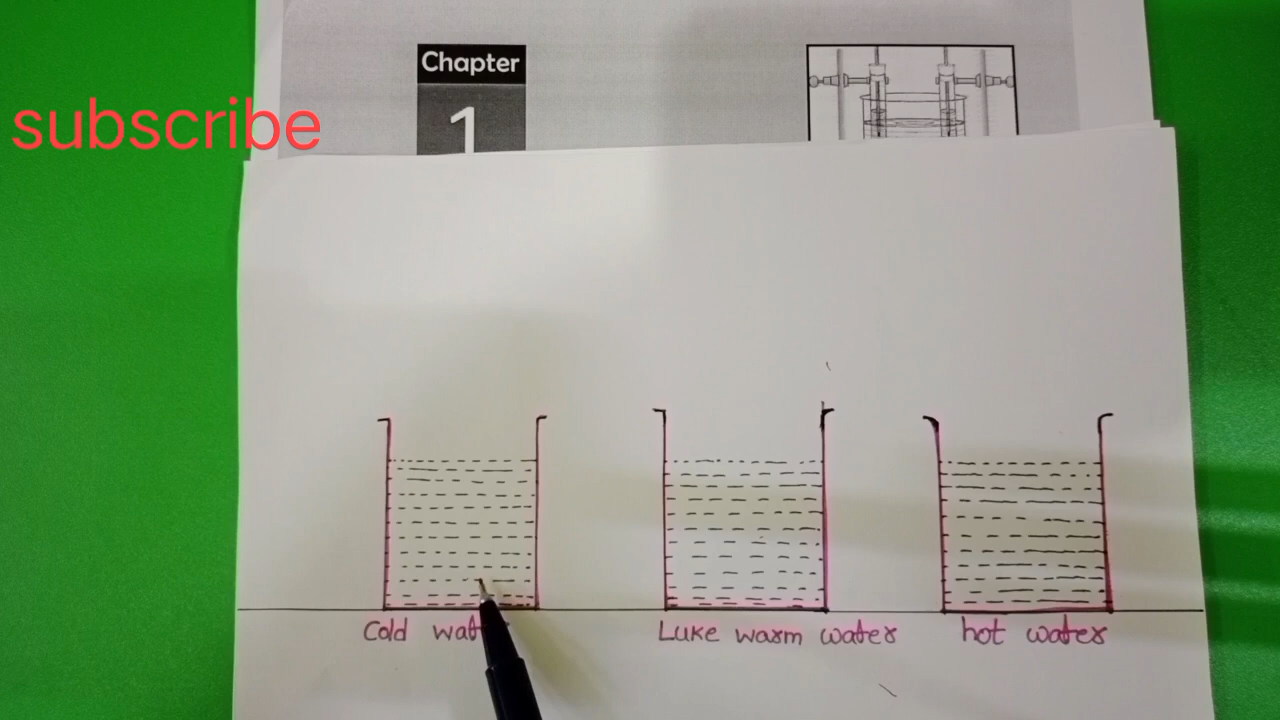 Chapter
1
subscribe
Cold
Luke warm water
hot water